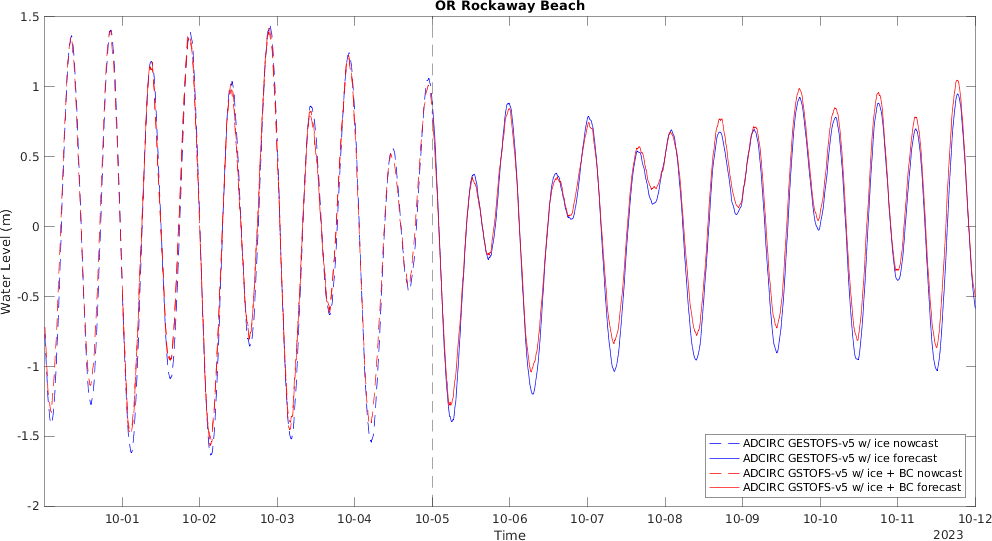 OR Rockaway Beach
1.5
1
0.5
0
-0.5
-1
-1.5
-2
Water Level (m)
10-01 10-02 10-03 10-04 10-05 10-06 10-07 10-08 10-09 10-10 10-11 10-12
Time
2023
ADCIRC GESTOFS-v5 w/ ice nowcast
ADCIRC GESTOFS-v5 w/ ice forecast
ADCIRC GSTOFS-v5 w/ ice + BC nowcast
ADCIRC GSTOFS-v5 w/ ice + BC forecast